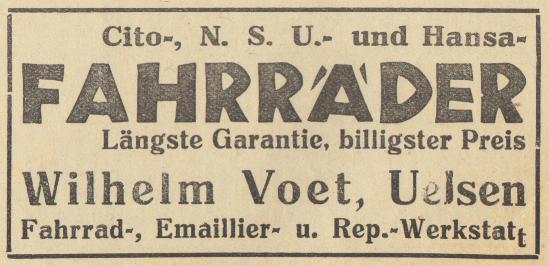 Cito-, N. S. U.- und Hansa-
FAHRRÄDER
Längste Garantie, billigster Preis
Wilhelm Voet, Uelsen
Fahrrad-, Emaillier- u. Rep.-Werkstatt